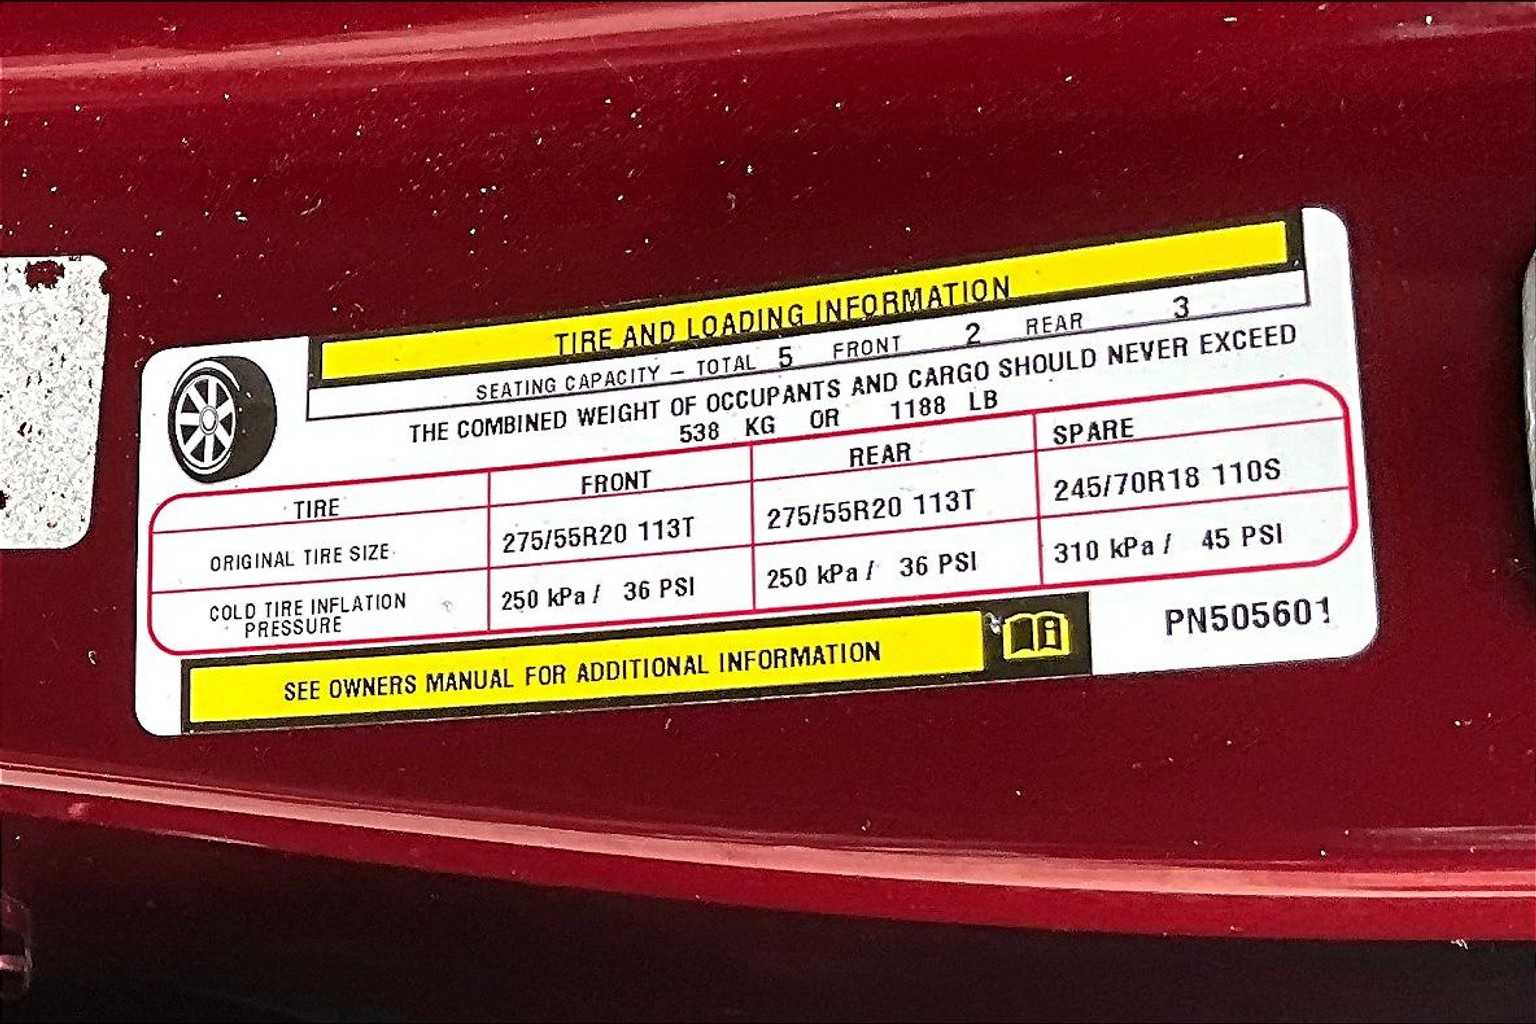 TIRE AND LOADING INFORMATION
SEATING CAPACITY – TOTAL 5 FRONT 2 REAR 3
THE COMBINED WEIGHT OF OCCUPANTS AND CARGO SHOULD NEVER EXCEED
538 KG OR 1188 LB
TIRE FRONT REAR SPARE
ORIGINAL TIRE SIZE 275/55R20 113T 275/55R20 113T 245/70R18 110S
COLD TIRE INFLATION
PRESSURE 250 kPa / 36 PSI 250 kPa / 36 PSI 310 kPa / 45 PSI
SEE OWNERS MANUAL FOR ADDITIONAL INFORMATION
PN505601